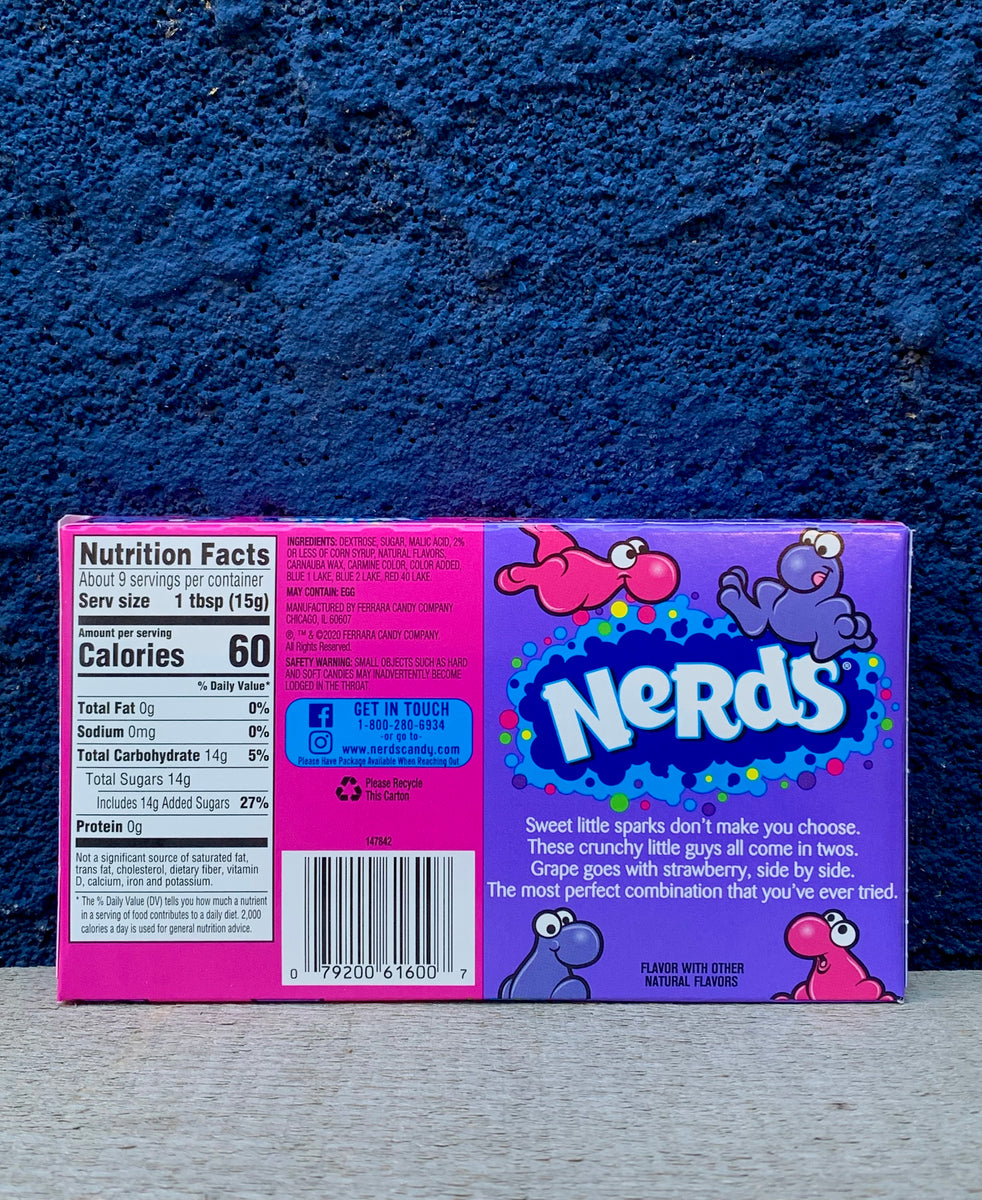 Nutrition Facts
About 9 servings per container
Serv size 1 tbsp (15g)
Amount per serving
Calories 60
% Daily Value*
Total Fat 0g 0%
Sodium 0mg 0%
Total Carbohydrate 14g 5%
Total Sugars 14g
Includes 14g Added Sugars 27%
Protein 0g
Not a significant source of saturated fat,
trans fat, cholesterol, dietary fiber, vitamin
D, calcium, iron and potassium.
* The % Daily Value (DV) tells you how much a nutrient
in a serving of food contributes to a daily diet. 2,000
calories a day is used for general nutrition advice.
INGREDIENTS: DEXTROSE, SUGAR, MALIC ACID, 2%
OR LESS OF CORN SYRUP, NATURAL FLAVORS,
CARNAUBA WAX, CARMINE COLOR, COLOR ADDED,
BLUE 1 LAKE, BLUE 2 LAKE, RED 40 LAKE.
MAY CONTAIN: EGG
MANUFACTURED BY FERRARA CANDY COMPANY
CHICAGO, IL 60607
®, ™ & ©2020 FERRARA CANDY COMPANY.
All Rights Reserved.
SAFETY WARNING: SMALL OBJECTS SUCH AS HARD
AND SOFT CANDIES MAY INADVERTENTLY BECOME
LODGED IN THE THROAT.
GET IN TOUCH
1-800-280-6934
-or go to-
www.nerdscandy.com
Please Have Package Available When Reaching Out
Please Recycle
This Carton
147842
0 79200 61600 7
NeRdS®
Sweet little sparks don't make you choose.
These crunchy little guys all come in twos.
Grape goes with strawberry, side by side.
The most perfect combination that you've ever tried.
FLAVOR WITH OTHER
NATURAL FLAVORS